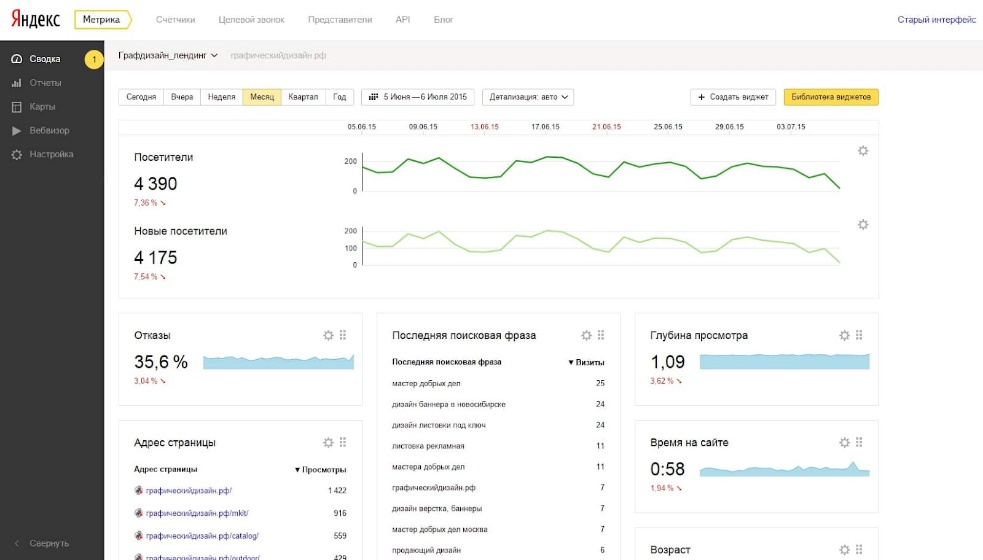 Яндекс Метрика Счётчики Целевой звонок Представители API Блог Старый интерфейс
Сводка 1
Отчеты
Карты
Вебвизор
Настройка
Свернуть
Графдизайн_лендинг графическийдизайн.рф
Сегодня Вчера Неделя Месяц Квартал Год 5 Июня — 6 Июля 2015 Детализация: авто + Создать виджет Библиотека виджетов
05.06.15 09.06.15 13.06.15 17.06.15 21.06.15 25.06.15 29.06.15 03.07.15
Посетители
4 390
7,36 %
200
0
Новые посетители
4 175
7,54 %
200
100
0
Отказы
35,6 %
3,04 %
Адрес страницы
Адрес страницы ▼ Просмотры
графическийдизайн.рф/ 1 422
графическийдизайн.рф/mkit/ 916
графическийдизайн.рф/catalog/ 559
графическийдизайн.рф/outdoor/ 429
Последняя поисковая фраза
Последняя поисковая фраза ▼ Визиты
мастер добрых дел 25
дизайн баннера в новосибирске 24
дизайн листовки под ключ 24
листовка рекламная 11
мастера добрых дел 11
графическийдизайн.рф 7
дизайн верстка, баннеры 7
мастер добрых дел москва 7
продающий дизайн 6
Глубина просмотра
1,09
3,62 %
Время на сайте
0:58
1,94 %
Возраст